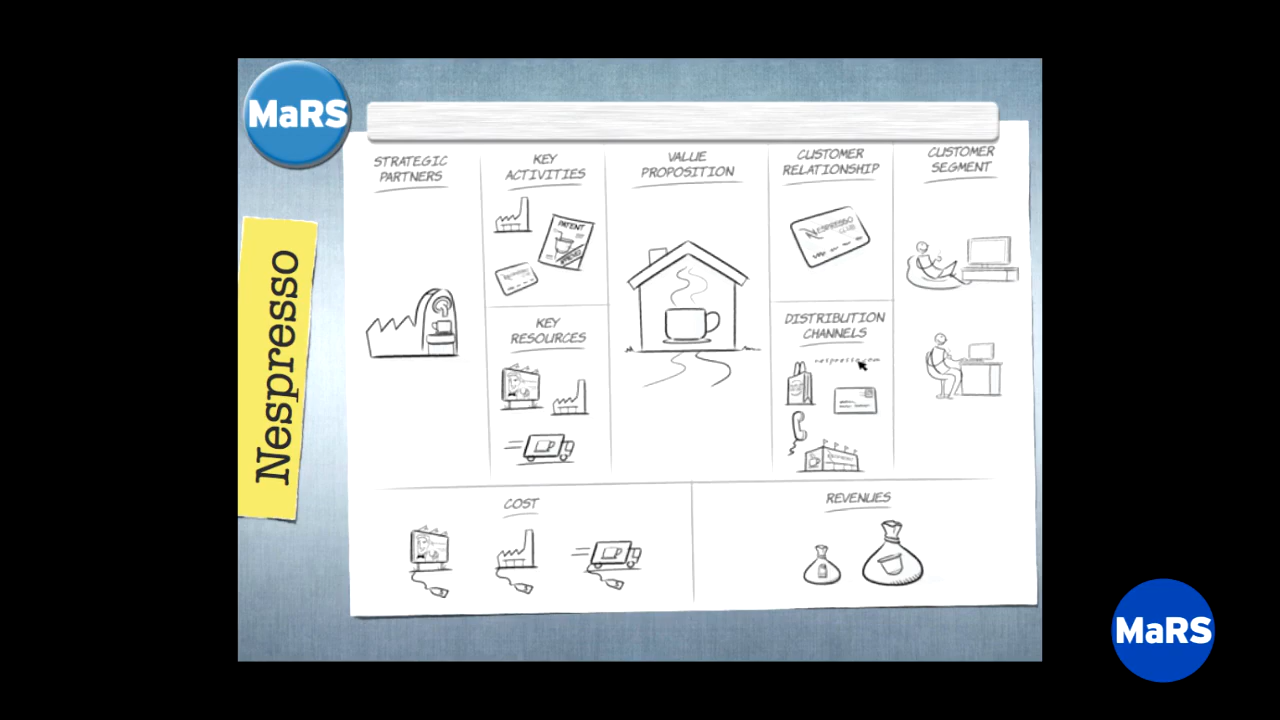 MaRS
STRATEGIC
PARTNERS
KEY
ACTIVITIES
VALUE
PROPOSITION
CUSTOMER
RELATIONSHIP
CUSTOMER
SEGMENT
PATENT
NESPRESSO
CLUB
Nespresso
KEY
RESOURCES
DISTRIBUTION
CHANNELS
nespresso.com
COST
REVENUES
MaRS